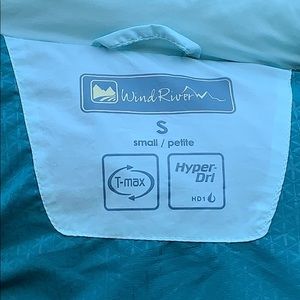 WindRiver
S
small / petite
T-max
Hyper-
Dri
HD1